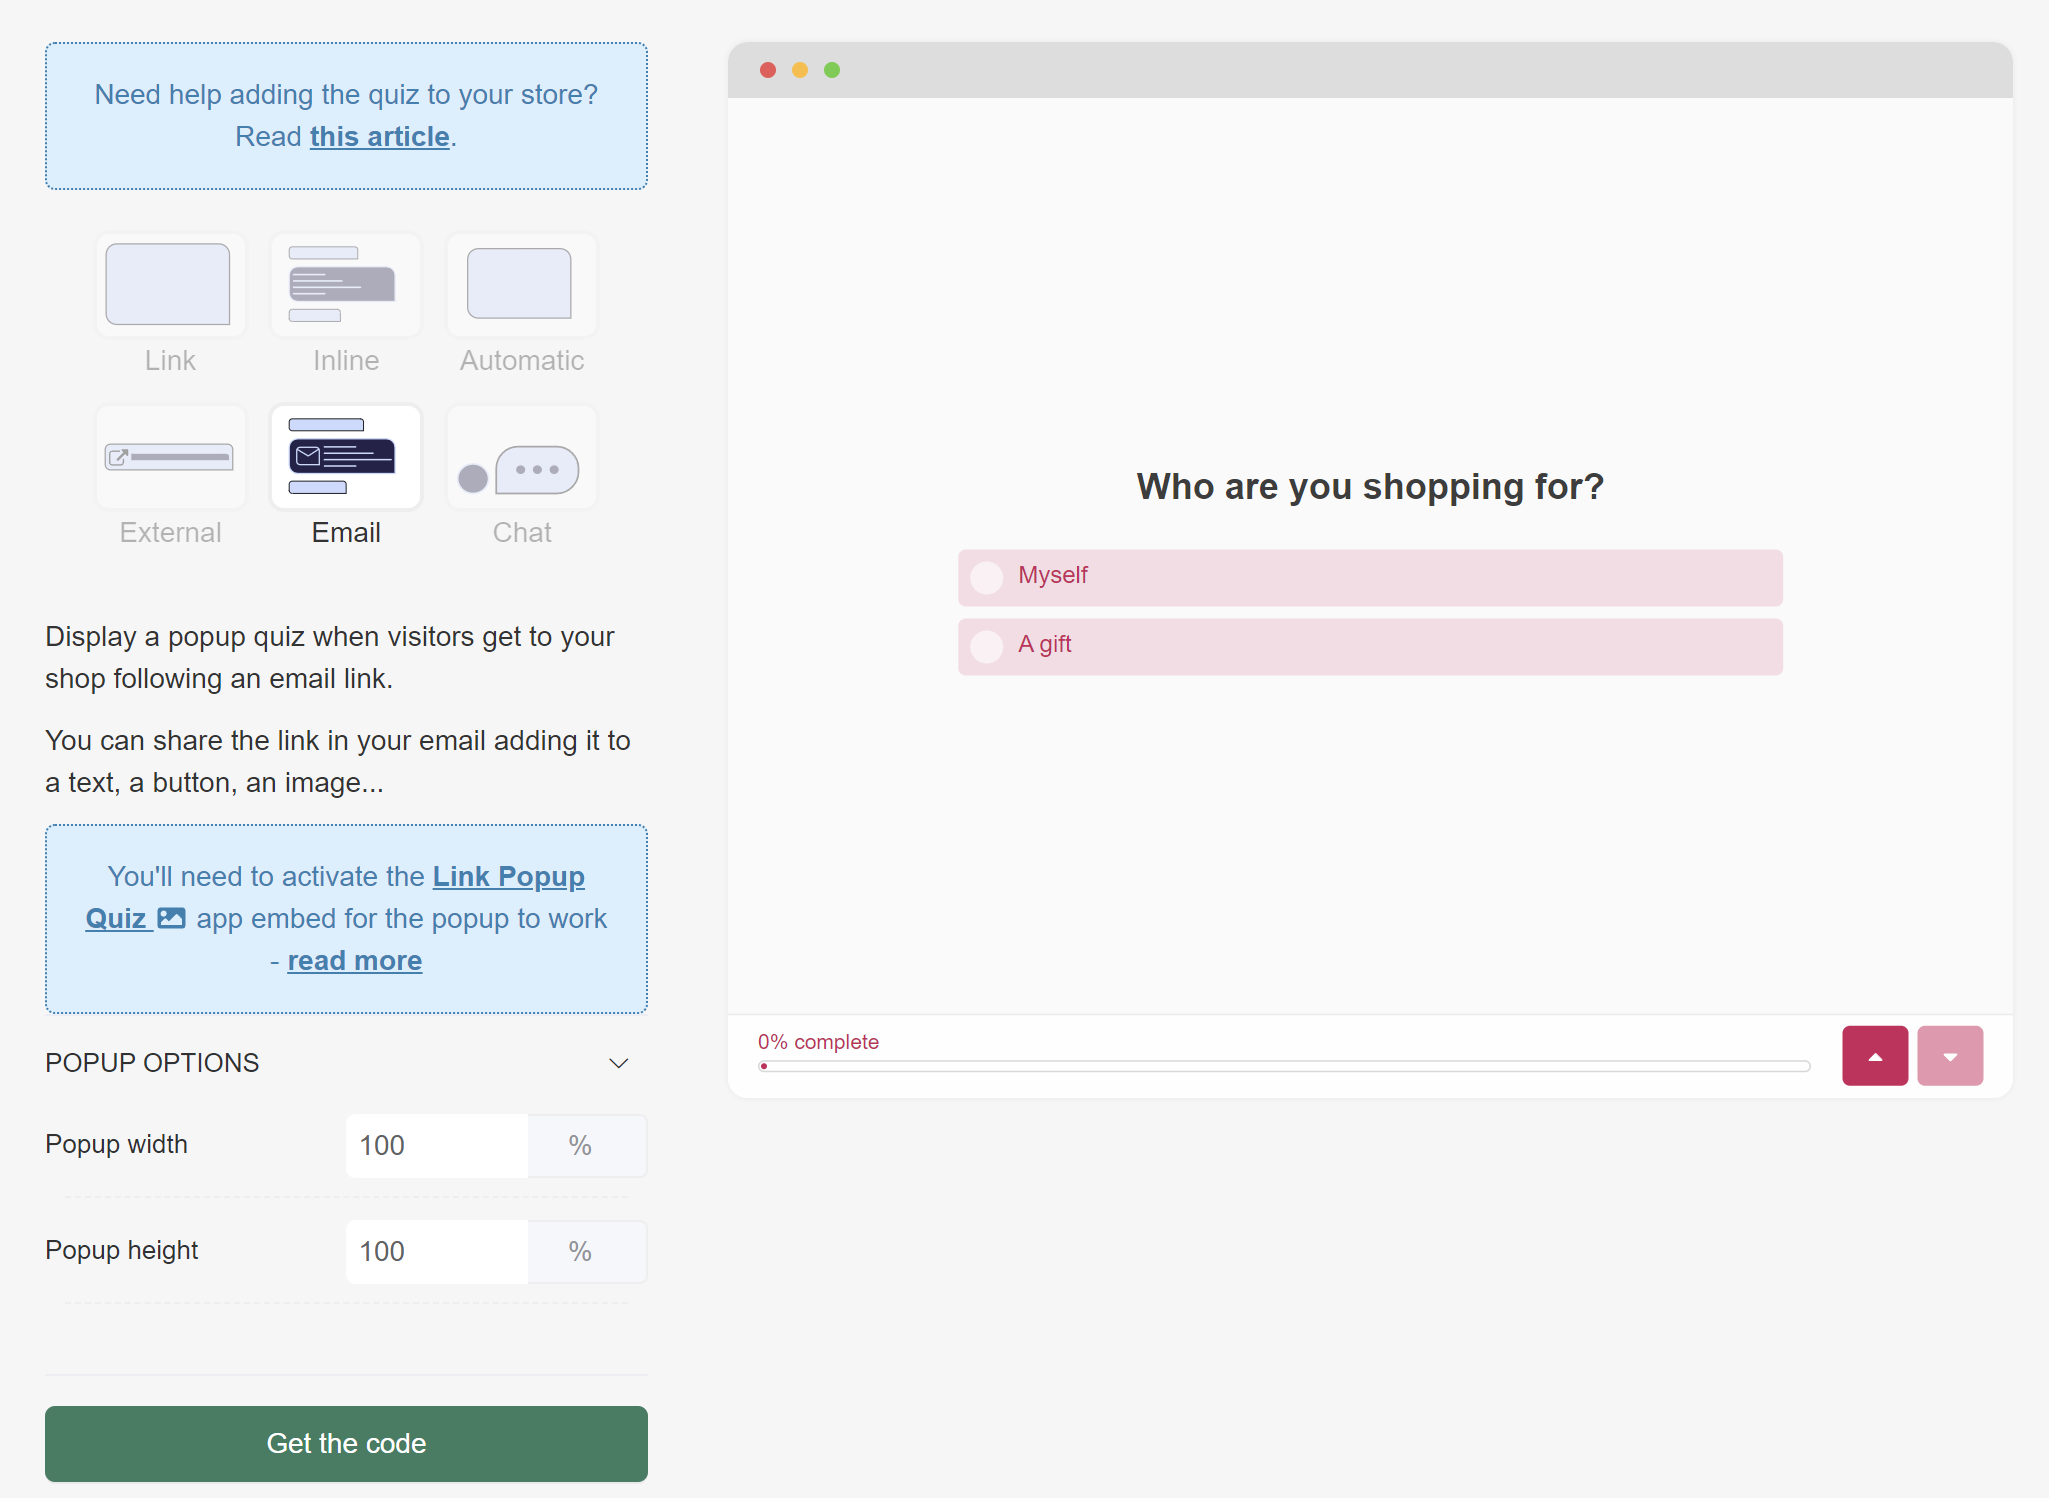 Need help adding the quiz to your store?
Read this article.
Link
Inline
Automatic
External
Email
Chat
Display a popup quiz when visitors get to your
shop following an email link.
You can share the link in your email adding it to
a text, a button, an image...
You'll need to activate the Link Popup
Quiz app embed for the popup to work
- read more
POPUP OPTIONS
Popup width
100
%
Popup height
100
%
Get the code
Who are you shopping for?
Myself
A gift
0% complete